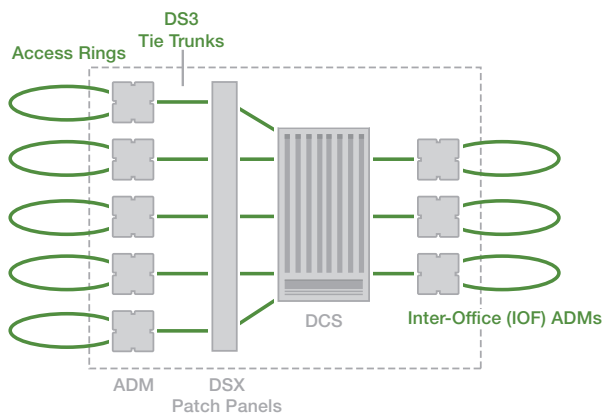 DS3
Tie Trunks
Access Rings
DCS
Inter-Office (IOF) ADMs
ADM
DSX
Patch Panels